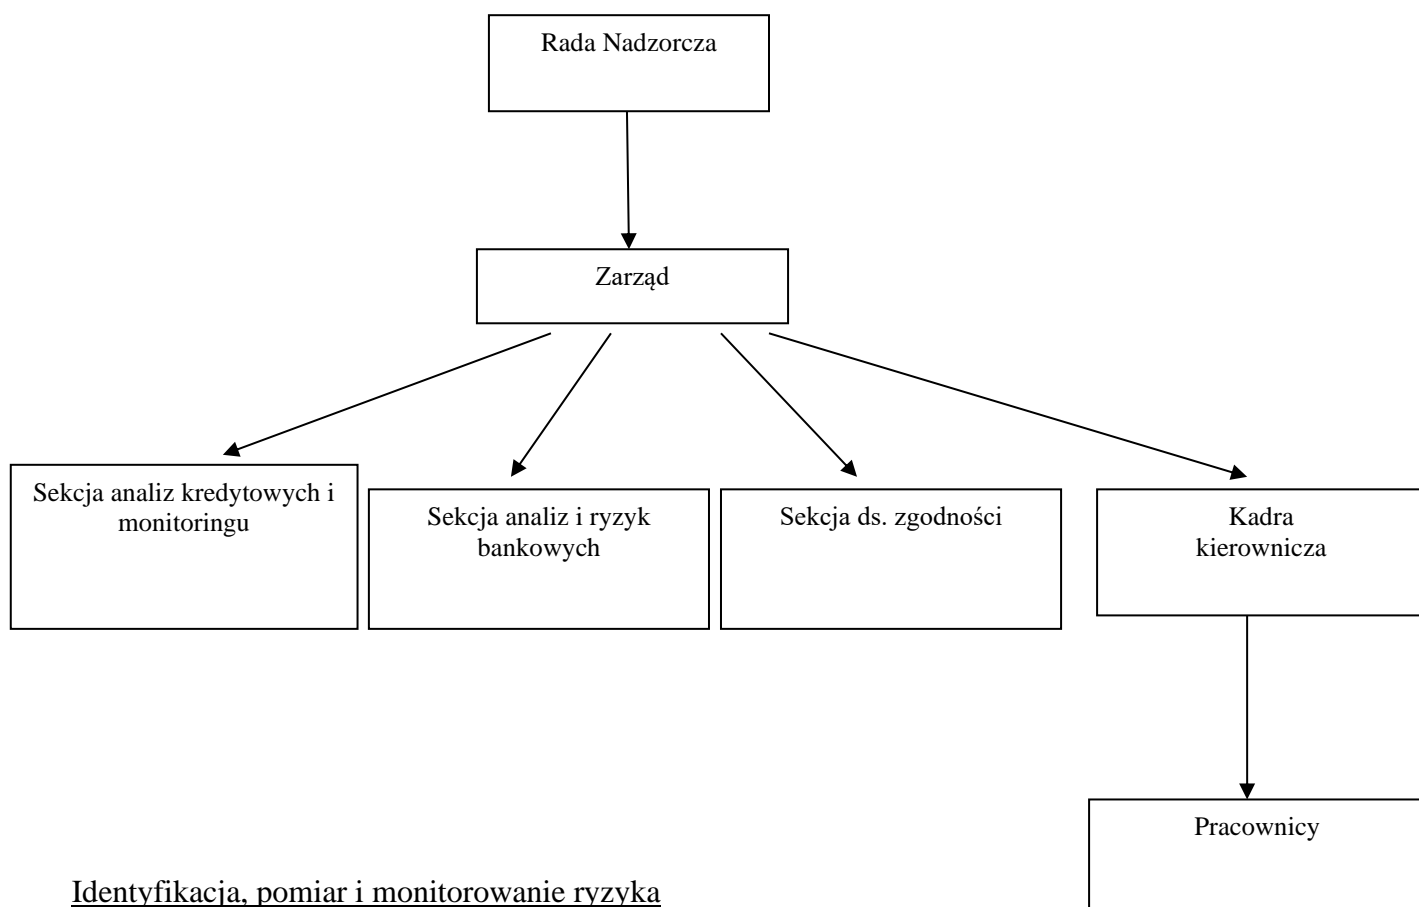 Rada Nadzorcza
Zarząd
Sekcja analiz kredytowych i
monitoringu
Sekcja analiz i ryzyk
bankowych
Sekcja ds. zgodności
Kadra
kierownicza
Pracownicy
Identyfikacja, pomiar i monitorowanie ryzyka